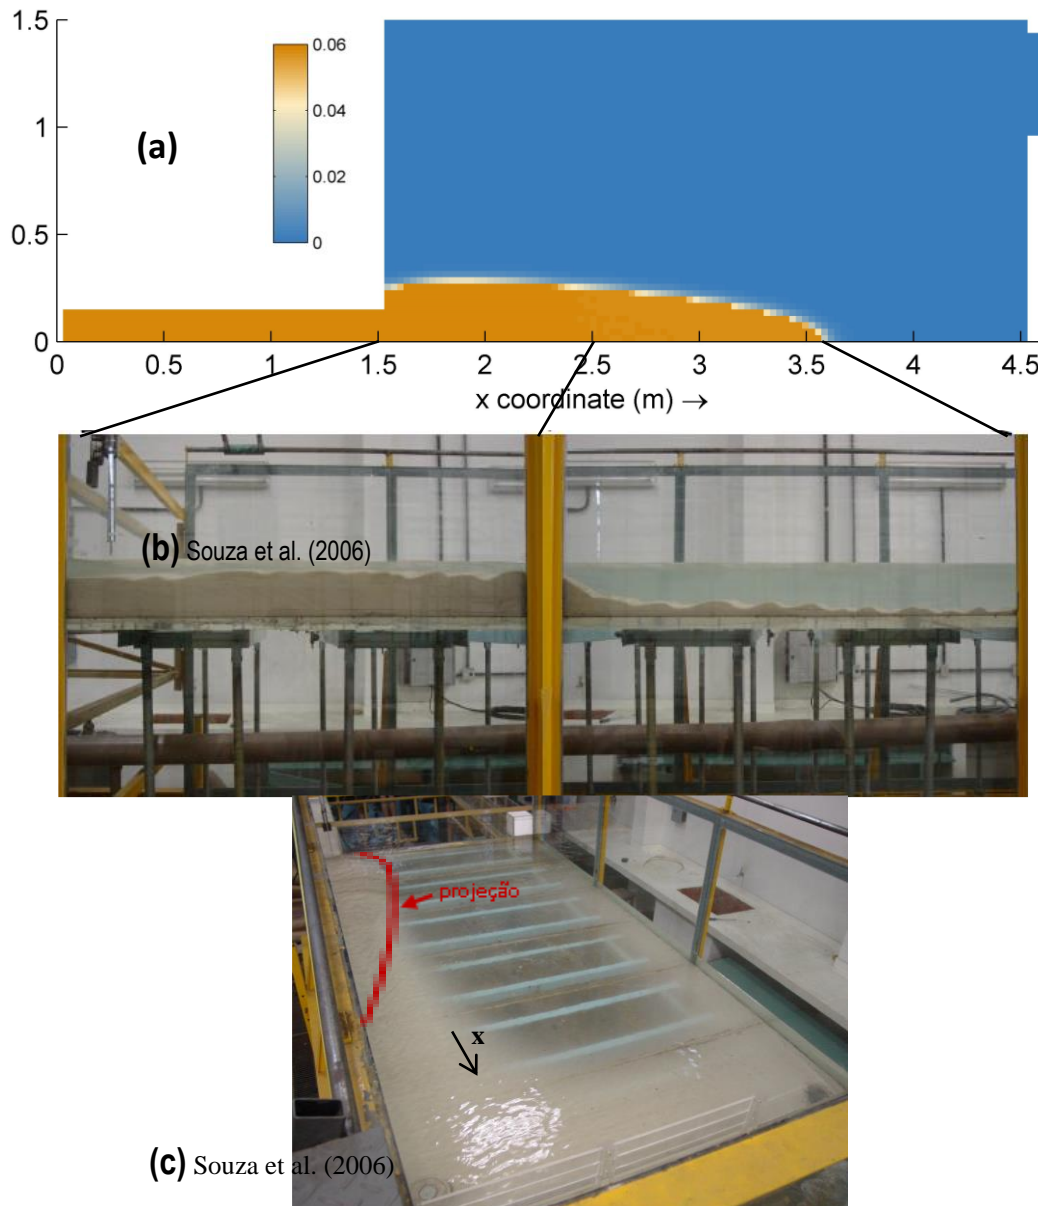 1.5
1
0.5
0
(a)
0.06
0.04
0.02
0
0 0.5 1 1.5 2 2.5 3 3.5 4 4.5
x coordinate (m) →
(b) Souza et al. (2006)
projeção
x
(c) Souza et al. (2006)